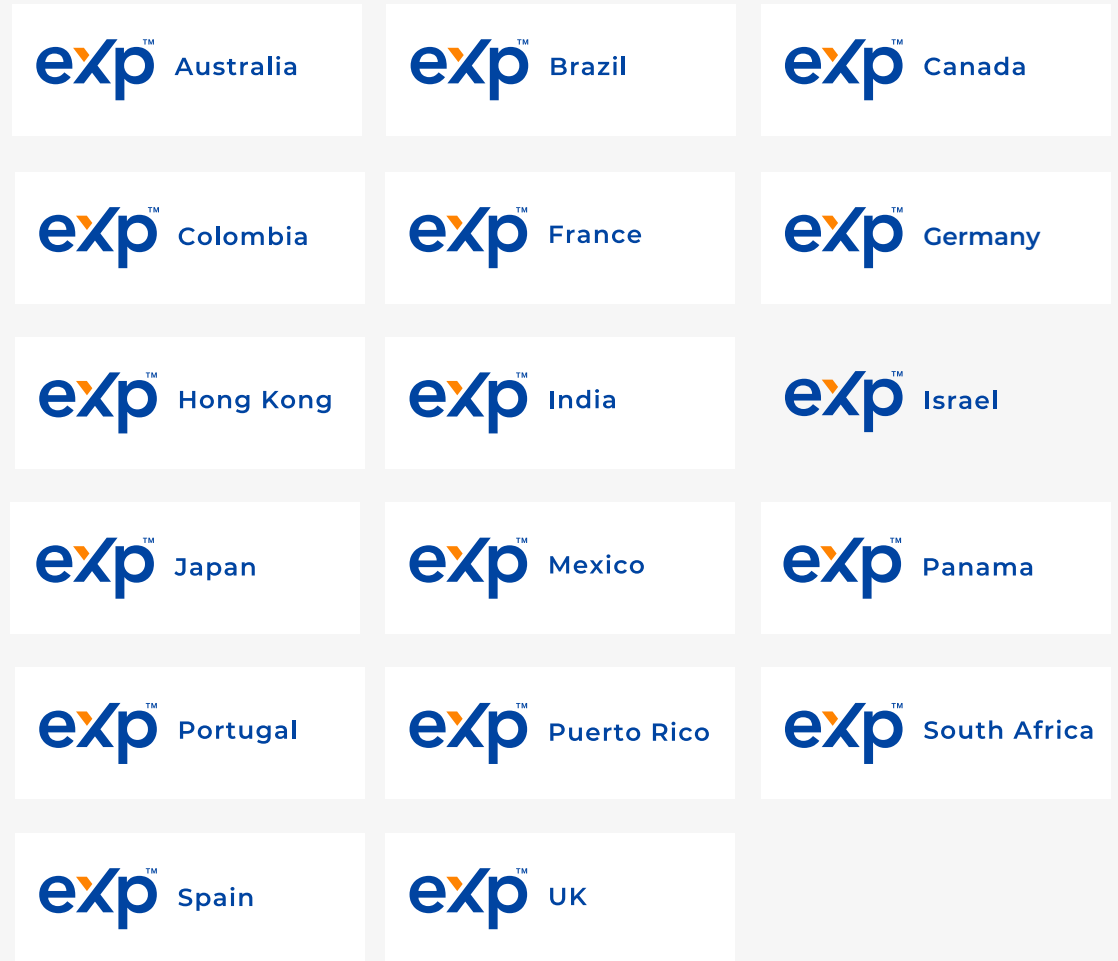 exp™ Australia
exp™ Brazil
exp™ Canada
exp™ Colombia
exp™ France
exp™ Germany
exp™ Hong Kong
exp™ India
exp™ Israel
exp™ Japan
exp™ Mexico
exp™ Panama
exp™ Portugal
exp™ Puerto Rico
exp™ South Africa
exp™ Spain
exp™ UK